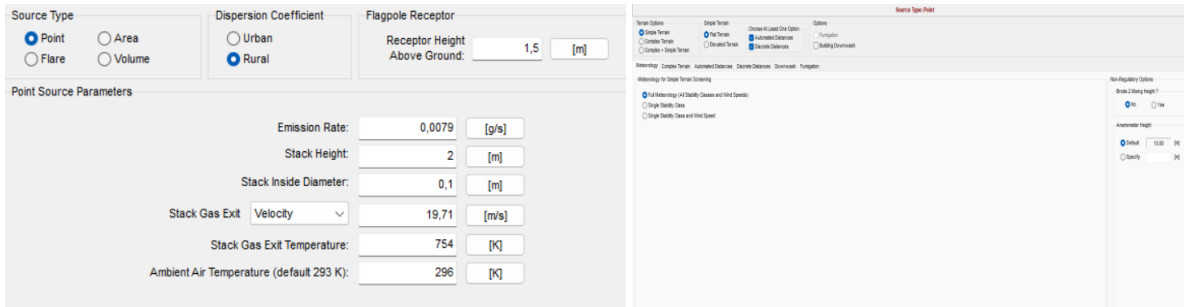 Source Type
Point
Area
Flare
Volume
Dispersion Coefficient
Urban
Rural
Flagpole Receptor
Receptor Height
Above Ground:
1,5
[m]
Point Source Parameters
Emission Rate:
0,0079
[g/s]
Stack Height:
2
[m]
Stack Inside Diameter:
0,1
[m]
Stack Gas Exit
Velocity
19,71
[m/s]
Stack Gas Exit Temperature:
754
[K]
Ambient Air Temperature (default 293 K):
296
[K]
Source Type: Point
Terrain Options
Simple Terrain
Complex Terrain
Complex + Simple Terrain
Simple Terrain
Flat Terrain
Elevated Terrain
Choose At Least One Option
Automated Distances
Discrete Distances
Options
Fumigation
Building Downwash
Meteorology Complex Terrain Automated Distances Discrete Distances Downwash Fumigation
Meteorology for Simple Terrain Screening
Full Meteorology (All Stability Classes and Wind Speeds)
Single Stability Class
Single Stability Class and Wind Speed
Non-Regulatory Options
Brode 2 Mixing Height ?
No
Yes
Anemometer Height
Default
10.00
[M]
Specify
[M]